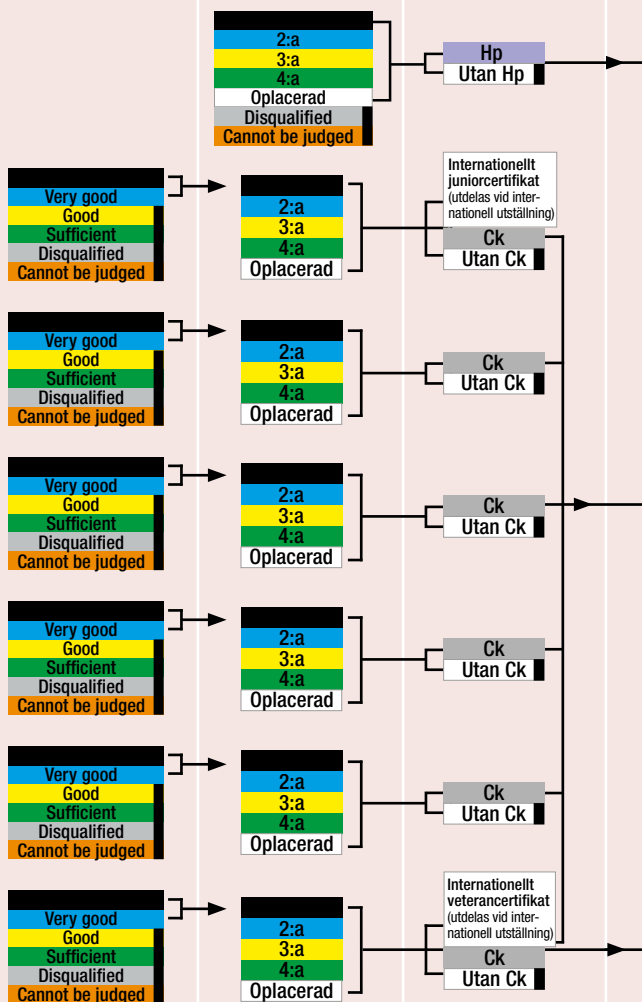 2:a
3:a
4:a
Oplacerad
Disqualified
Cannot be judged
Hp
Utan Hp
Very good
Good
Sufficient
Disqualified
Cannot be judged
2:a
3:a
4:a
Oplacerad
Internationellt
juniorcertifikat
(utdelas vid inter-
nationell utställning)
Ck
Utan Ck
Very good
Good
Sufficient
Disqualified
Cannot be judged
2:a
3:a
4:a
Oplacerad
Ck
Utan Ck
Very good
Good
Sufficient
Disqualified
Cannot be judged
2:a
3:a
4:a
Oplacerad
Ck
Utan Ck
Very good
Good
Sufficient
Disqualified
Cannot be judged
2:a
3:a
4:a
Oplacerad
Ck
Utan Ck
Very good
Good
Sufficient
Disqualified
Cannot be judged
2:a
3:a
4:a
Oplacerad
Ck
Utan Ck
Very good
Good
Sufficient
Disqualified
Cannot be judged
2:a
3:a
4:a
Oplacerad
Internationellt
veterancertifikat
(utdelas vid inter-
nationell utställning)
Ck
Utan Ck